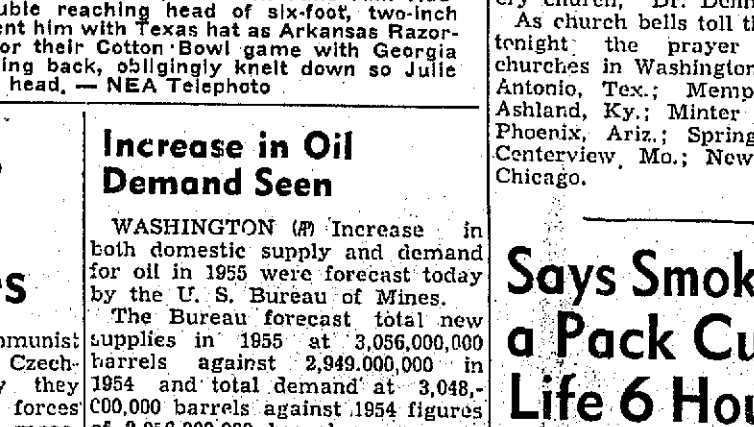 reaching head of six-foot, two-inch
him with Texas hat as Arkansas Razor-
or their Cotton Bowl game with Georgia
ing back, obligingly knelt down so Julie
head. — NEA Telephoto
Increase in Oil
Demand Seen
WASHINGTON (AP) Increase in
both domestic supply and demand
for oil in 1955 were forecast today
by the U. S. Bureau of Mines.
The Bureau forecast total new
supplies in 1955 at 3,056,000,000
barrels against 2,949.000,000 in
1954 and total demand at 3,048,-
000,000 barrels against 1954 figures
Czech-
they
forces
As church bells toll
tonight the prayer
churches in Washington
Antonio, Tex.;
Ashland, Ky.; Minter
Phoenix, Ariz.; Spring
Centerview, Mo.; New
Chicago.
Says Smok
a Pack Cu
Life 6 Hou